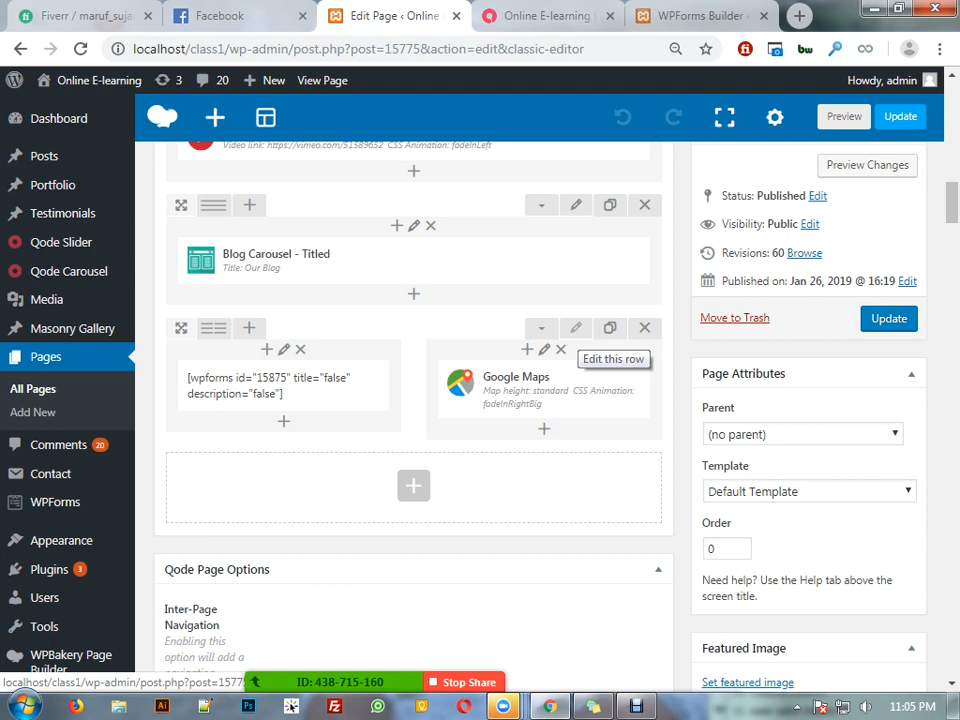 Fiverr / maruf_suja
Facebook
Edit Page ‹ Online
Online E-learning |
WPForms Builder ‹
localhost/class1/wp-admin/post.php?post=15775&action=edit&classic-editor
Online E-learning
3
20
New
View Page
Howdy, admin
Dashboard
Posts
Portfolio
Testimonials
Qode Slider
Qode Carousel
Media
Masonry Gallery
Pages
All Pages
Add New
Comments 20
Contact
WPForms
Appearance
Plugins 3
Users
Tools
WPBakery Page
Builder
Preview
Update
Video link: https://vimeo.com/51589652 CSS Animation: fadeInLeft
Blog Carousel - Titled
Title: Our Blog
[wpforms id="15875" title="false"
description="false"]
Edit this row
Google Maps
Map height: standard CSS Animation:
fadeInRightBig
Qode Page Options
Inter-Page
Navigation
Enabling this
option will add a
Preview Changes
Status: Published Edit
Visibility: Public Edit
Revisions: 60 Browse
Published on: Jan 26, 2019 @ 16:19 Edit
Move to Trash
Update
Page Attributes
Parent
(no parent)
Template
Default Template
Order
0
Need help? Use the Help tab above the
screen title.
Featured Image
Set featured image
localhost/class1/wp-admin/post.php?post=1577
ID: 438-715-160
Stop Share
Ai
Ps
Fz
11:05 PM